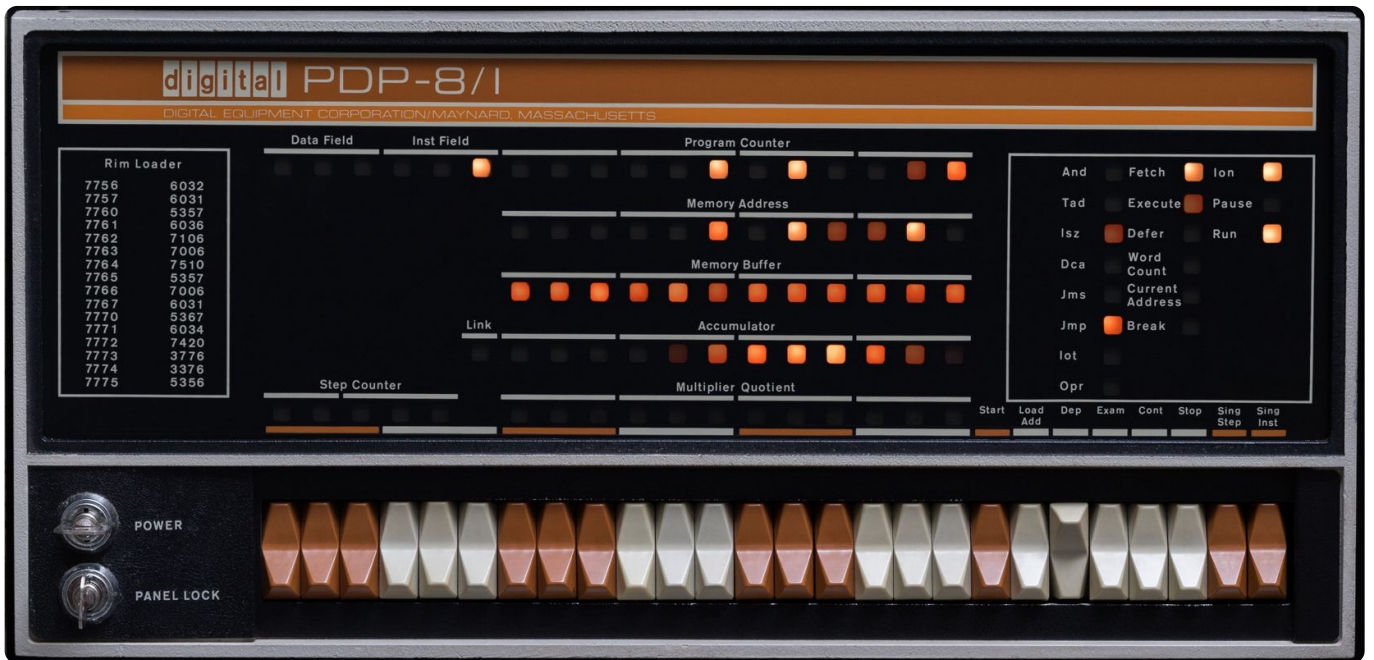 digital PDP-8/I
DIGITAL EQUIPMENT CORPORATION/MAYNARD, MASSACHUSETTS
Data Field Inst Field Program Counter
Rim Loader
7756 6032
7757 6031
7760 5357
7761 6036
7762 7106
7763 7006
7764 7510
7765 5357
7766 7006
7767 6031
7770 5367
7771 6034
7772 7420
7773 3776
7774 3376
7775 5356
Memory Address
Memory Buffer
Link Accumulator
Step Counter Multiplier Quotient
And Fetch Ion
Tad Execute Pause
Isz Defer Run
Dca Word Count
Jms Current Address
Jmp Break
Iot
Opr
Start Load Add Dep Exam Cont Stop Sing Step Sing Inst
POWER
PANEL LOCK